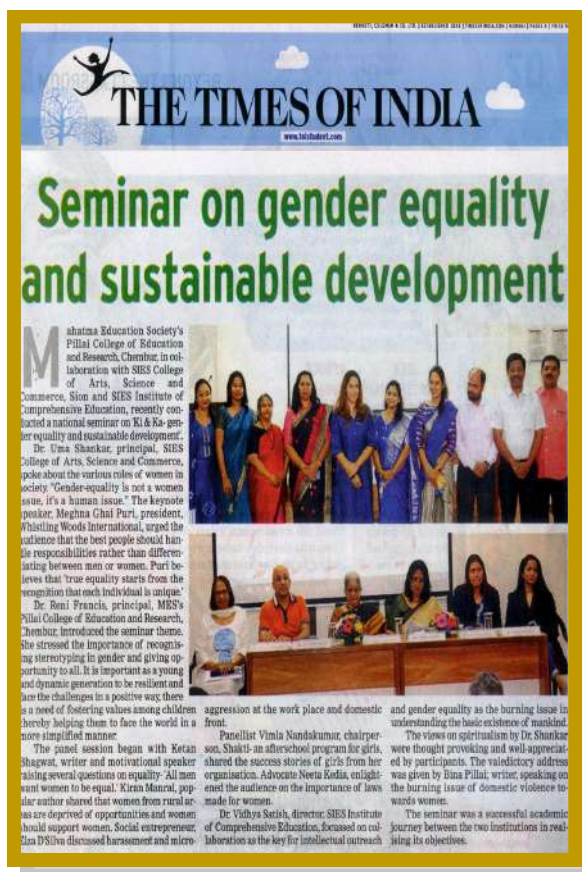 BENNETT, COLEMAN & CO. LTD. | ESTABLISHED 1838 | TIMESOFINDIA.COM | MUMBAI | PAGES 8 | PRICE
THE TIMES OF INDIA
www.toistudent.com
Seminar on gender equality
and sustainable development
Mahatma Education Society's
Pillai College of Education
and Research, Chembur, in col-
laboration with SIES College
of Arts, Science and
Commerce, Sion and SIES Institute of
Comprehensive Education, recently con-
ducted a national seminar on 'Ki & Ka- gen-
der equality and sustainable development'.
Dr. Uma Shankar, principal, SIES
College of Arts, Science and Commerce,
spoke about the various roles of women in
society. "Gender-equality is not a women
issue, it's a human issue." The keynote
speaker, Meghna Ghai Puri, president,
Whistling Woods International, urged the
audience that the best people should han-
dle responsibilities rather than differen-
tiating between men or women. Puri be-
lieves that 'true equality starts from the
recognition that each individual is unique.'
Dr. Reni Francis, principal, MES's
Pillai College of Education and Research,
Chembur, introduced the seminar theme.
She stressed the importance of recognis-
ing stereotyping in gender and giving op-
portunity to all. It is important as a young
and dynamic generation to be resilient and
face the challenges in a positive way, there
is a need of fostering values among children
thereby helping them to face the world in a
more simplified manner.
The panel session began with Ketan
Bhagwat, writer and motivational speaker
raising several questions on equality- 'All men
want women to be equal.' Kiran Manral, pop-
ular author shared that women from rural ar-
eas are deprived of opportunities and women
should support women. Social entrepreneur,
Elza D'Silva discussed harassment and micro-
aggression at the work place and domestic
front.
Panellist Vimla Nandakumar, chairper-
son, Shakti- an afterschool program for girls,
shared the success stories of girls from her
organisation. Advocate Neeta Kedia, enlight-
ened the audience on the importance of laws
made for women.
Dr. Vidhya Satish, director, SIES Institute
of Comprehensive Education, focussed on col-
laboration as the key for intellectual outreach
and gender equality as the burning issue in
understanding the basic existence of mankind.
The views on spiritualism by Dr. Shankar
were thought provoking and well-appreciat-
ed by participants. The valedictory address
was given by Bina Pillai; writer, speaking on
the burning issue of domestic violence to-
wards women.
The seminar was a successful academic
journey between the two institutions in real-
ising its objectives.